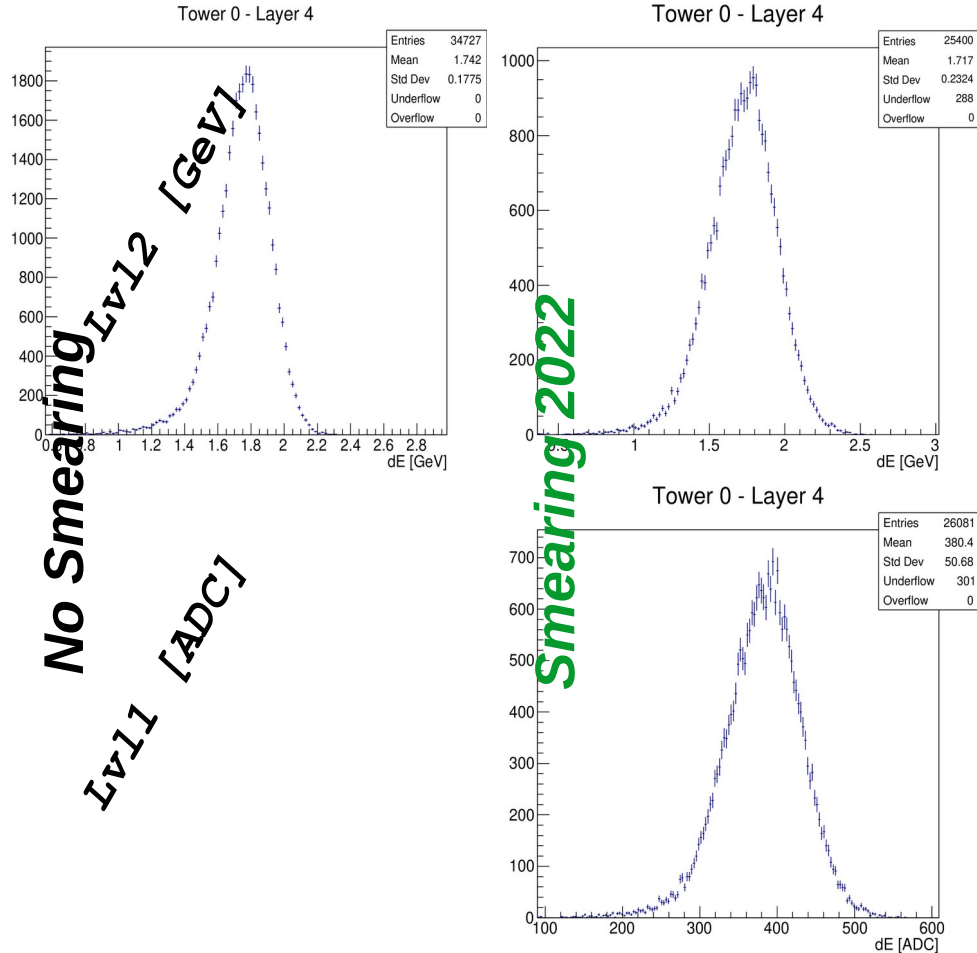 Tower 0 - Layer 4
Entries 34727
Mean 1.742
Std Dev 0.1775
Underflow 0
Overflow 0
1800
1600
1400
1200
1000
800
600
400
200
0
1 1.2 1.4 1.6 1.8 2 2.2 2.4 2.6 2.8
dE [GeV]
Tower 0 - Layer 4
Entries 25400
Mean 1.717
Std Dev 0.2324
Underflow 288
Overflow 0
1000
800
600
400
200
0
1 1.5 2 2.5 3
dE [GeV]
No Smearing
Lvl2 [GeV]
Lvl1 [ADC]
Smearing 2022
Tower 0 - Layer 4
Entries 26081
Mean 380.4
Std Dev 50.68
Underflow 301
Overflow 0
700
600
500
400
300
200
100
0
100 200 300 400 500 600
dE [ADC]